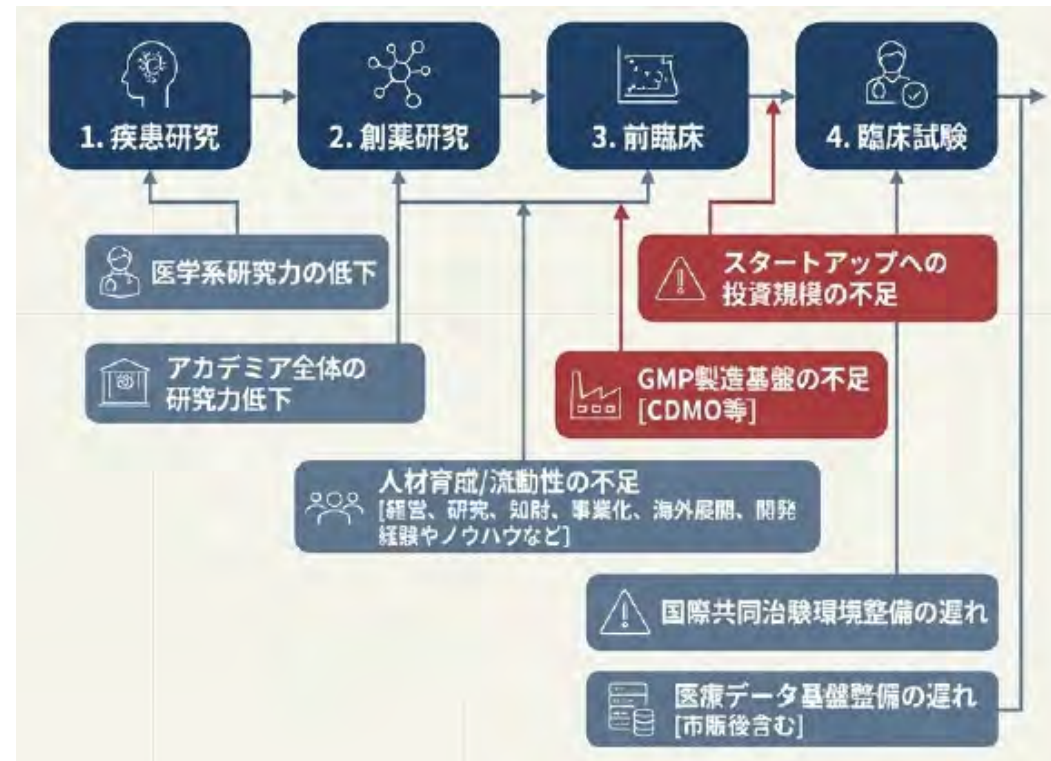 1. 疾患研究
2. 創薬研究
3. 前臨床
4. 臨床試験
医学系研究力の低下
スタートアップへの
投資規模の不足
アカデミア全体の
研究力低下
GMP製造基盤の不足
[CDMO等]
人材育成/流動性の不足
[経営、研究、知財、事業化、海外展開、開発
経験やノウハウなど]
国際共同治験環境整備の遅れ
医療データ基盤整備の遅れ
[市販後含む]